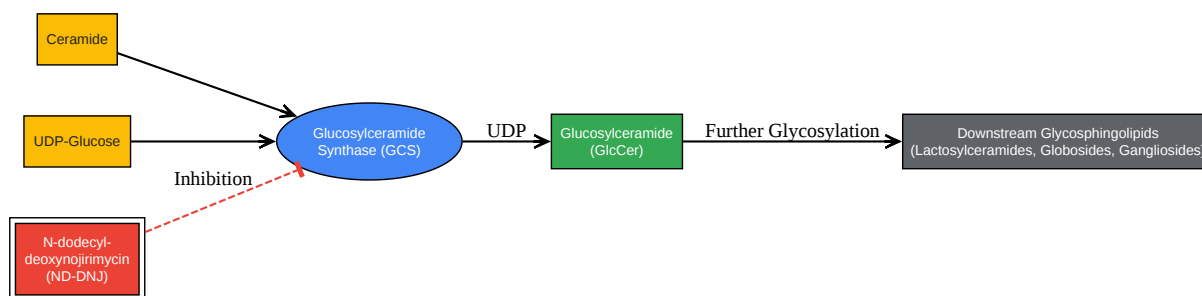 Ceramide
UDP-Glucose
Inhibition
N-dodecyl-
deoxynojirimycin
(ND-DNJ)
Glucosylceramide
Synthase (GCS)
UDP
Glucosylceramide
(GlcCer)
Further Glycosylation
Downstream Glycosphingolipids
(Lactosylceramides, Globosides, Gangliosides)